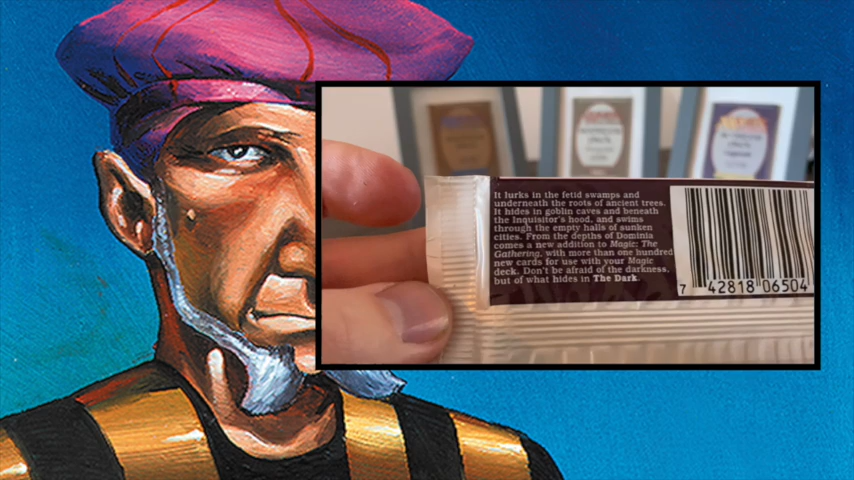 It lurks in the fetid swamps and
underneath the roots of ancient trees.
It hides in goblin caves and beneath
the Inquisitor's hood, and swims
through the empty halls of sunken
cities. From the depths of Dominia
comes a new addition to Magic: The
Gathering, with more than one hundred
new cards for use with your Magic
deck. Don't be afraid of the darkness,
but of what hides in The Dark.
7 42818 06504